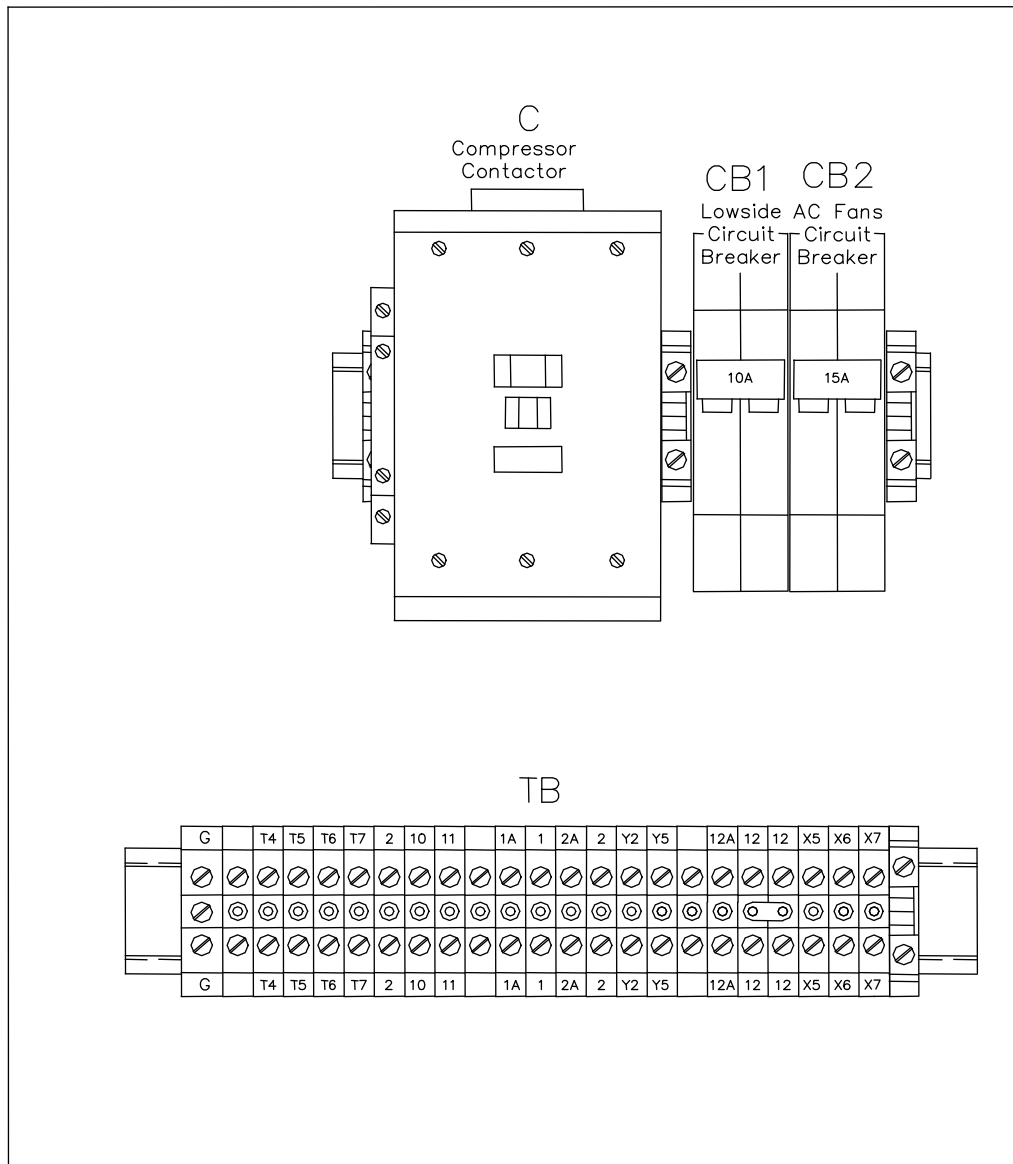 C
Compressor
Contactor
CB1 CB2
Lowside AC Fans
Circuit Circuit
Breaker Breaker
10A 15A
TB
G T4 T5 T6 T7 2 10 11 1A 1 2A 2 Y2 Y5 12A 12 12 X5 X6 X7
G T4 T5 T6 T7 2 10 11 1A 1 2A 2 Y2 Y5 12A 12 12 X5 X6 X7